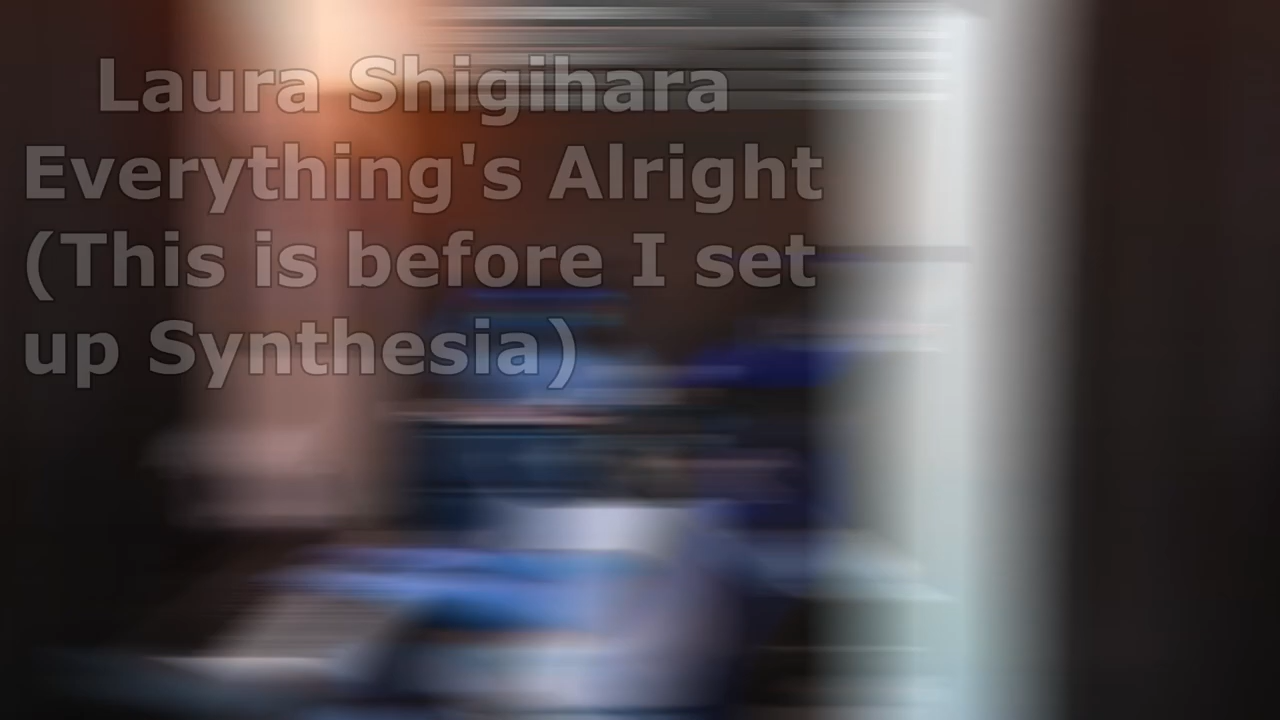 Laura Shigihara
Everything's Alright
(This is before I set
up Synthesia)